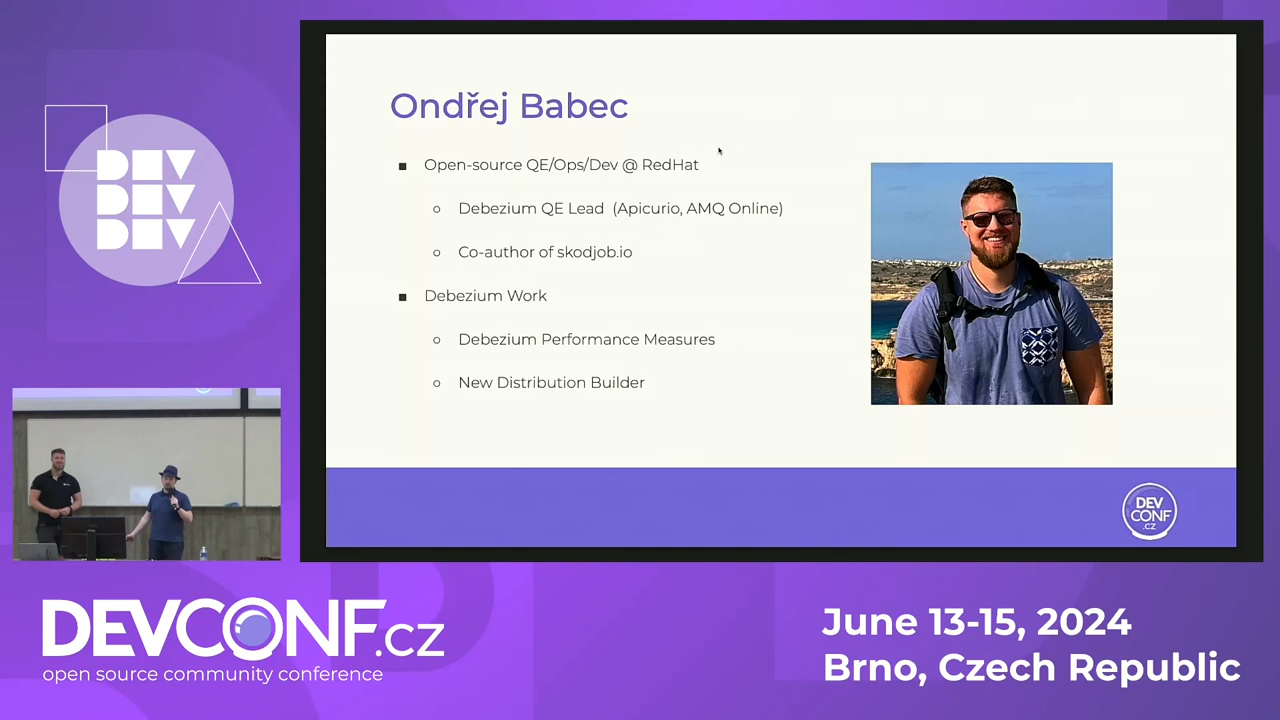 DEV
DEV
DEV
Ondřej Babec
Open-source QE/Ops/Dev @ RedHat
Debezium QE Lead (Apicurio, AMQ Online)
Co-author of skodjob.io
Debezium Work
Debezium Performance Measures
New Distribution Builder
DEV
CONF
.CZ
DEVCONF.cz
open source community conference
June 13-15, 2024
Brno, Czech Republic